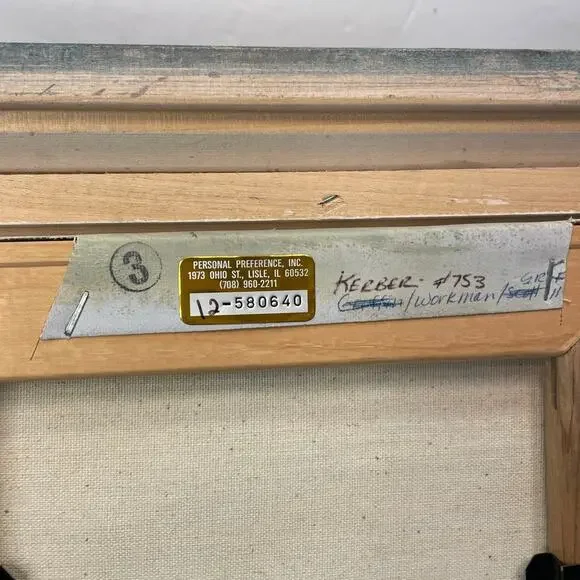 3
PERSONAL PREFERENCE, INC.
1973 OHIO ST., LISLE, IL 60532
(708) 960-2211
12-580640
KERBER - #753
/workman/